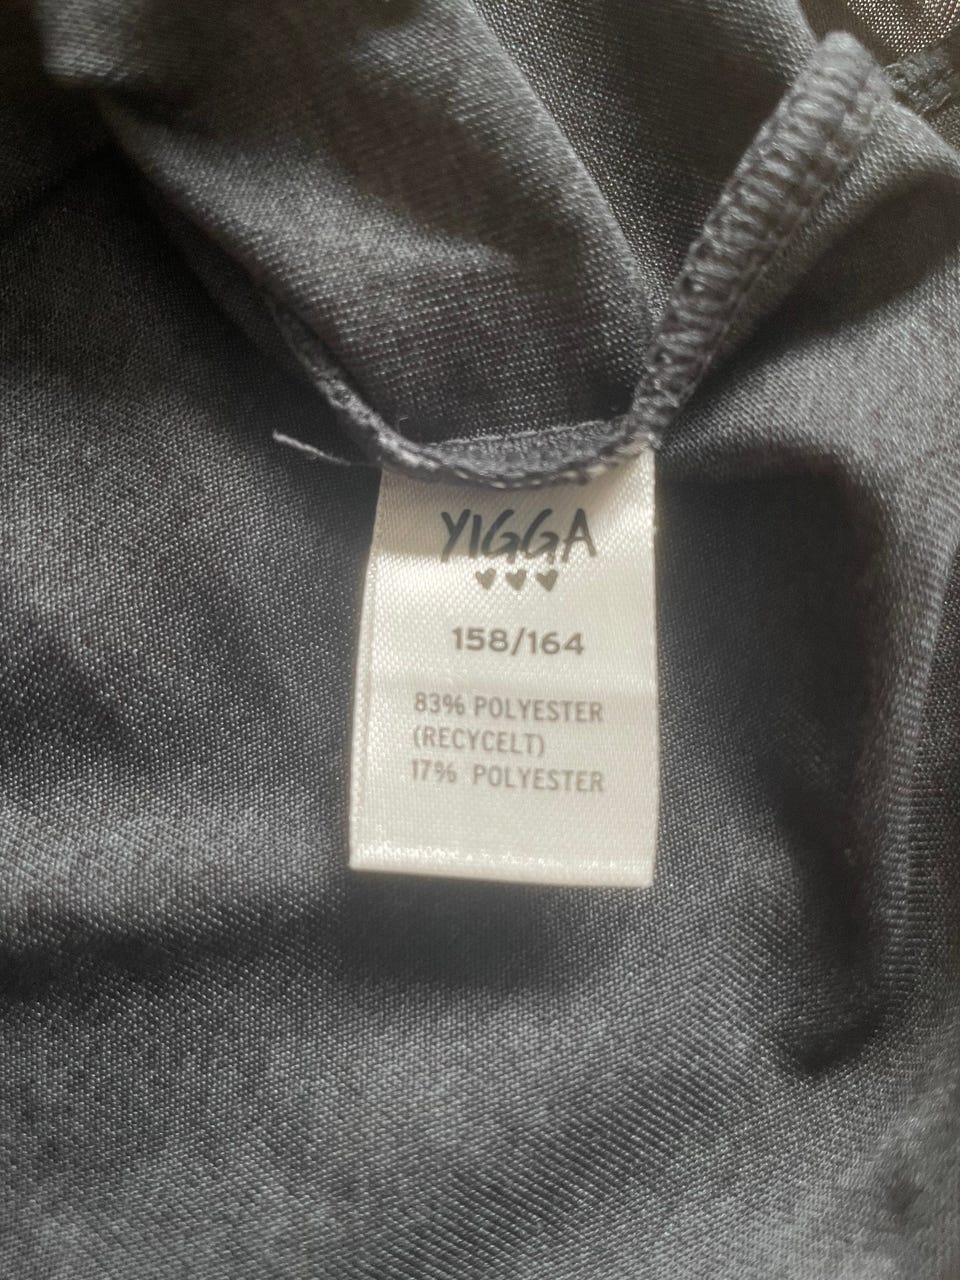 YIGGA
158/164
83% POLYESTER
(RECYCELT)
17% POLYESTER